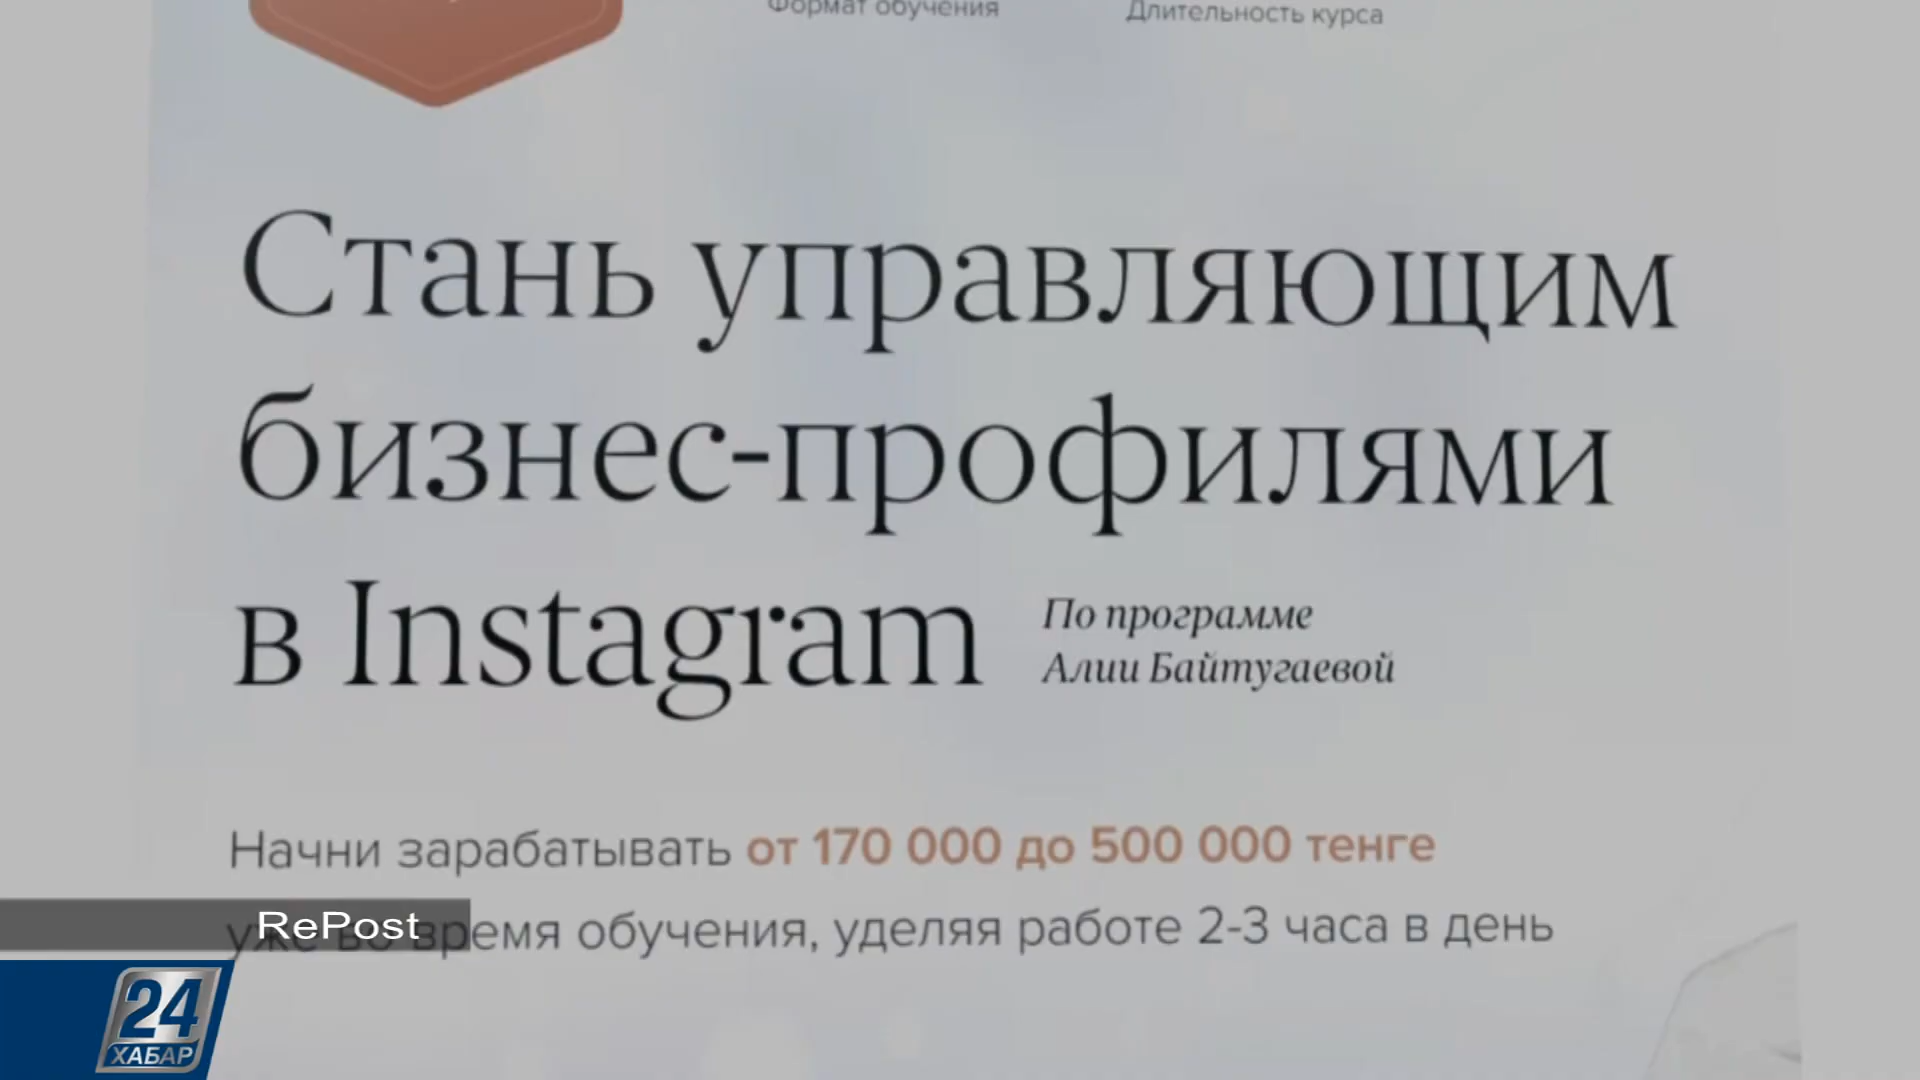 Формат обучения
Длительность курса
Стань управляющим
бизнес-профилями
в Instagram
По программе
Алии Байтугаевой
Начни зарабатывать от 170 000 до 500 000 тенге
уже во время обучения, уделяя работе 2-3 часа в день
RePost
24
ХАБАР